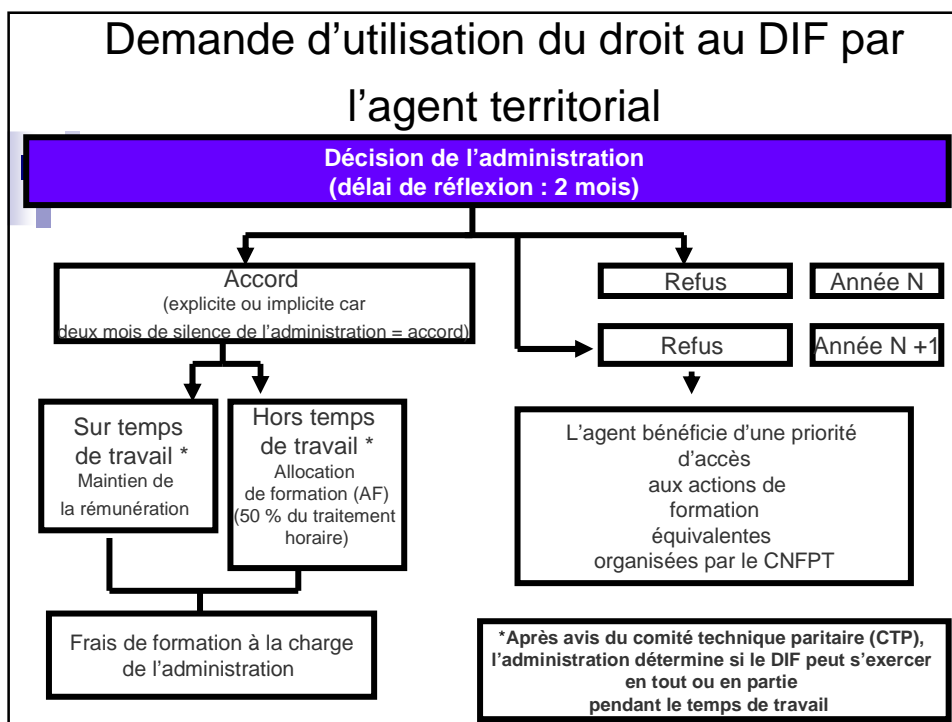 Demande d’utilisation du droit au DIF par
l’agent territorial
Décision de l’administration
(délai de réflexion : 2 mois)
Accord
(explicite ou implicite car
deux mois de silence de l’administration = accord)
Refus
Année N
Refus
Année N +1
Sur temps
de travail *
Maintien de
la rémunération
Hors temps
de travail *
Allocation
de formation (AF)
(50 % du traitement
horaire)
L’agent bénéficie d’une priorité
d’accès
aux actions de
formation
équivalentes
organisées par le CNFPT
Frais de formation à la charge
de l’administration
*Après avis du comité technique paritaire (CTP),
l’administration détermine si le DIF peut s’exercer
en tout ou en partie
pendant le temps de travail